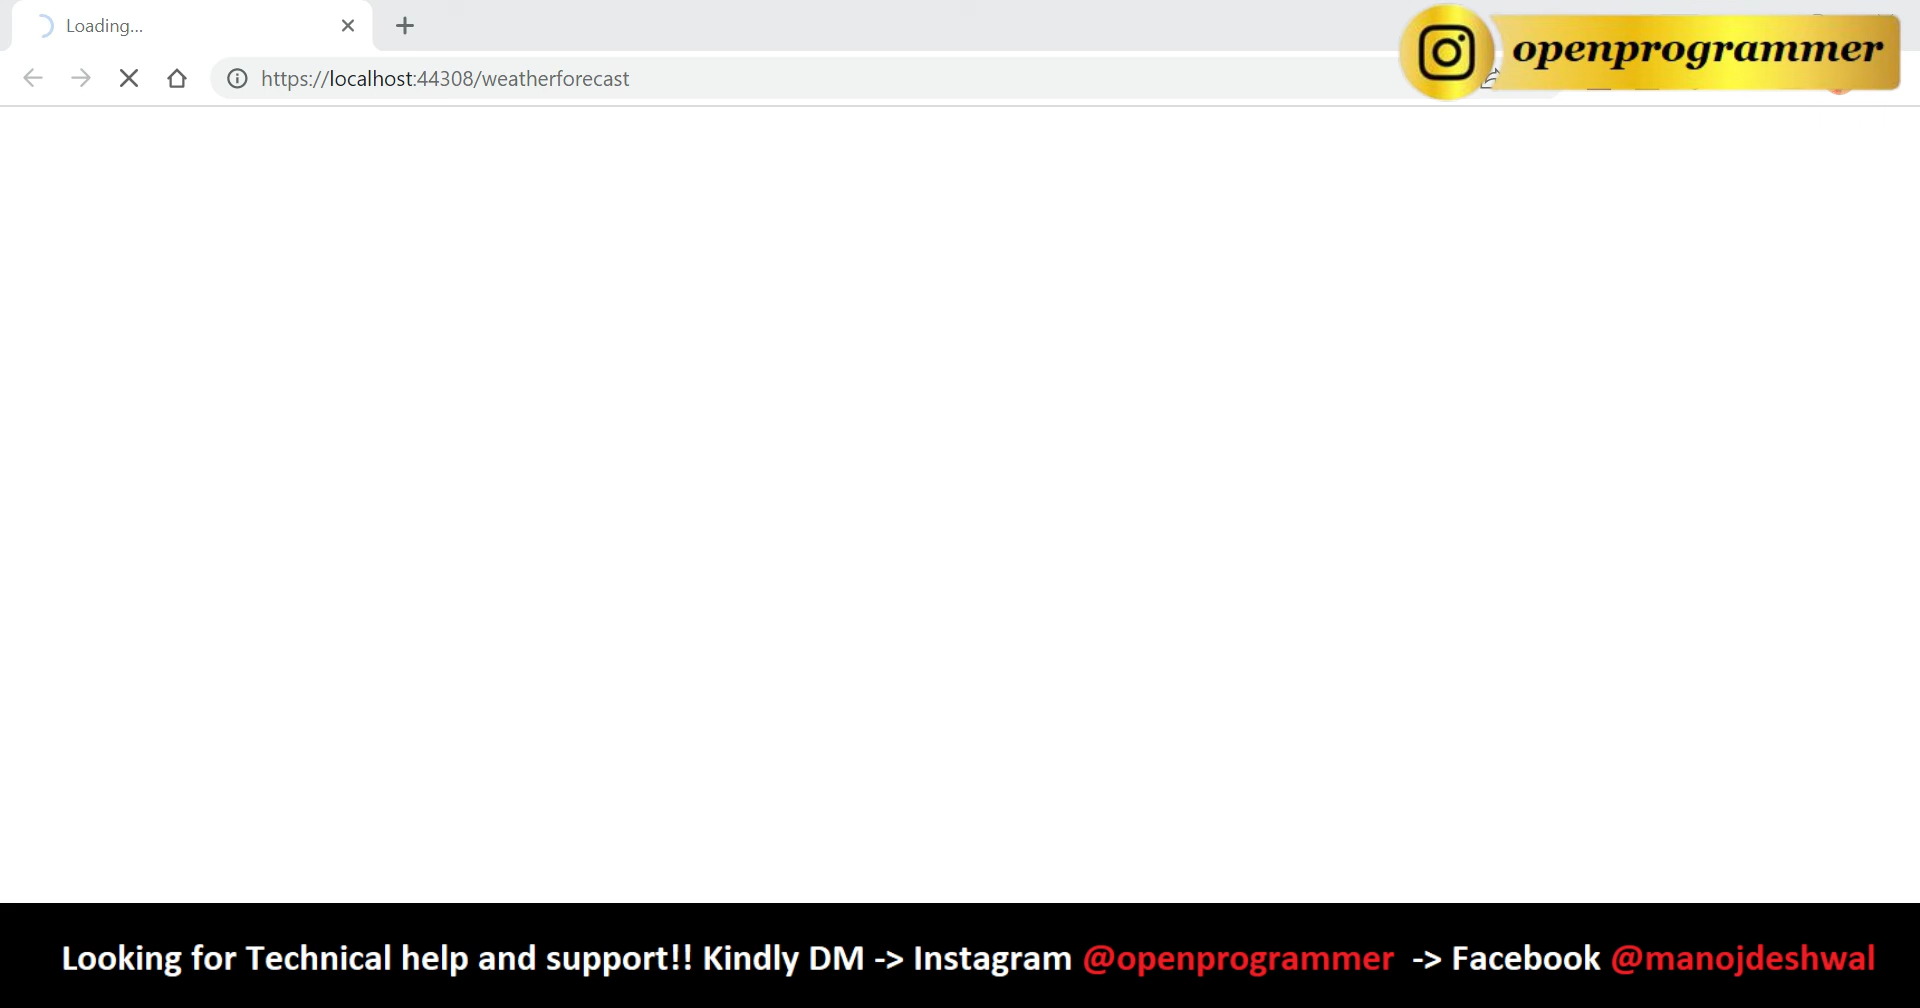 Loading...
https://localhost:44308/weatherforecast
openprogrammer
Looking for Technical help and support!! Kindly DM -> Instagram @openprogrammer -> Facebook @manojdeshwal